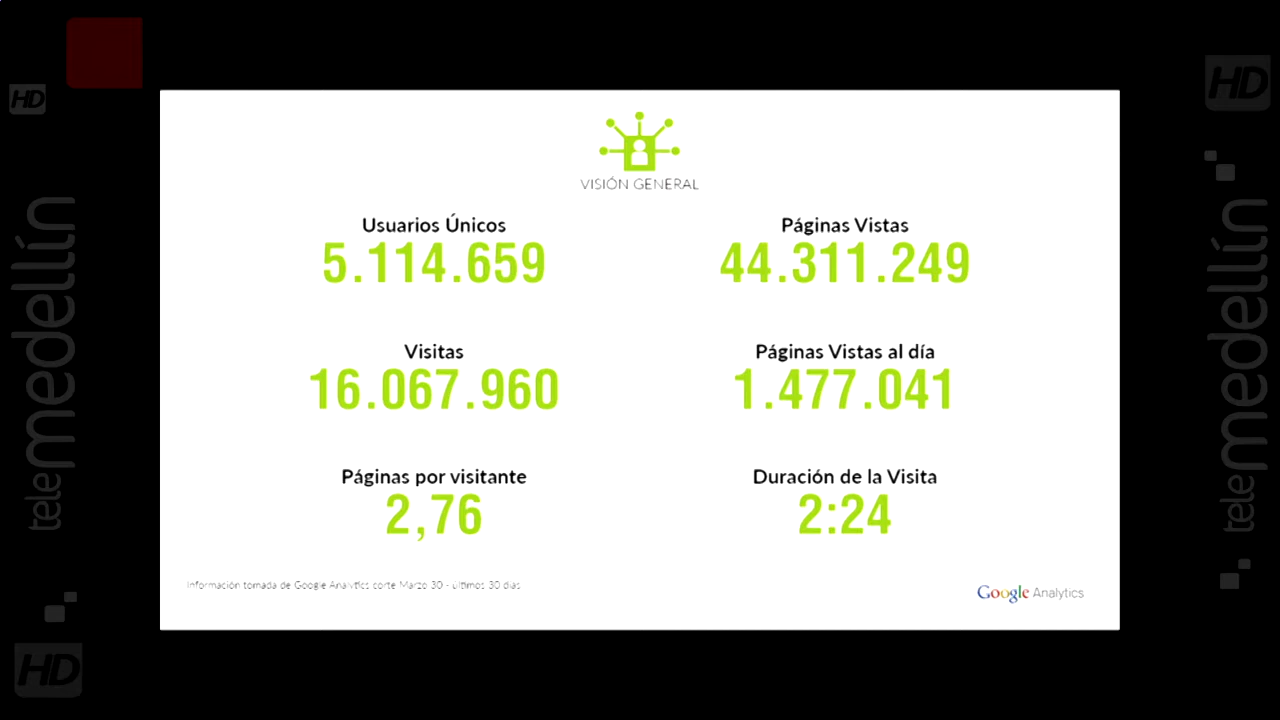 HD
HD
VISIÓN GENERAL
Usuarios Únicos
5.114.659
Páginas Vistas
44.311.249
Visitas
16.067.960
Páginas Vistas al día
1.477.041
Páginas por visitante
2,76
Duración de la Visita
2:24
Información tomada de Google Analytics corte Marzo 30 - últimos 30 días
Google Analytics
telemedellín
telemedellín
HD